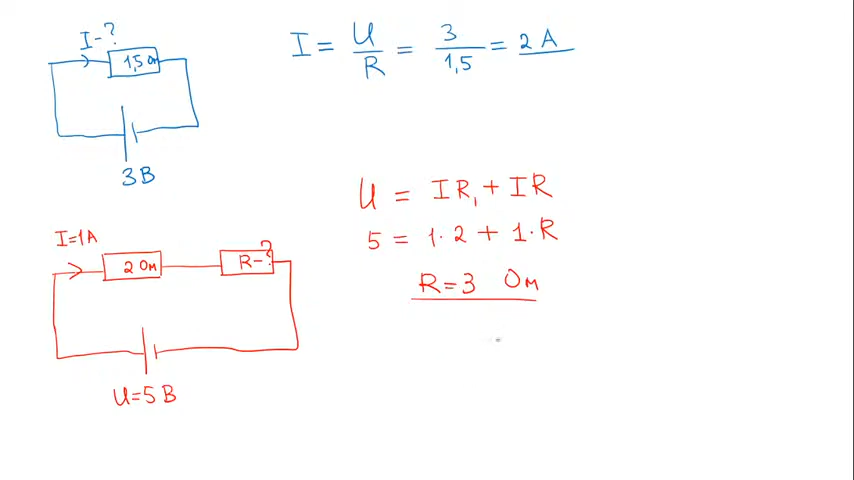 I-?
1,5 Ом
3 В
I = U/R = 3/1,5 = 2 А
I=1А
2 Ом
R-?
U=5 В
U = IR₁ + IR
5 = 1·2 + 1·R
R=3 Ом